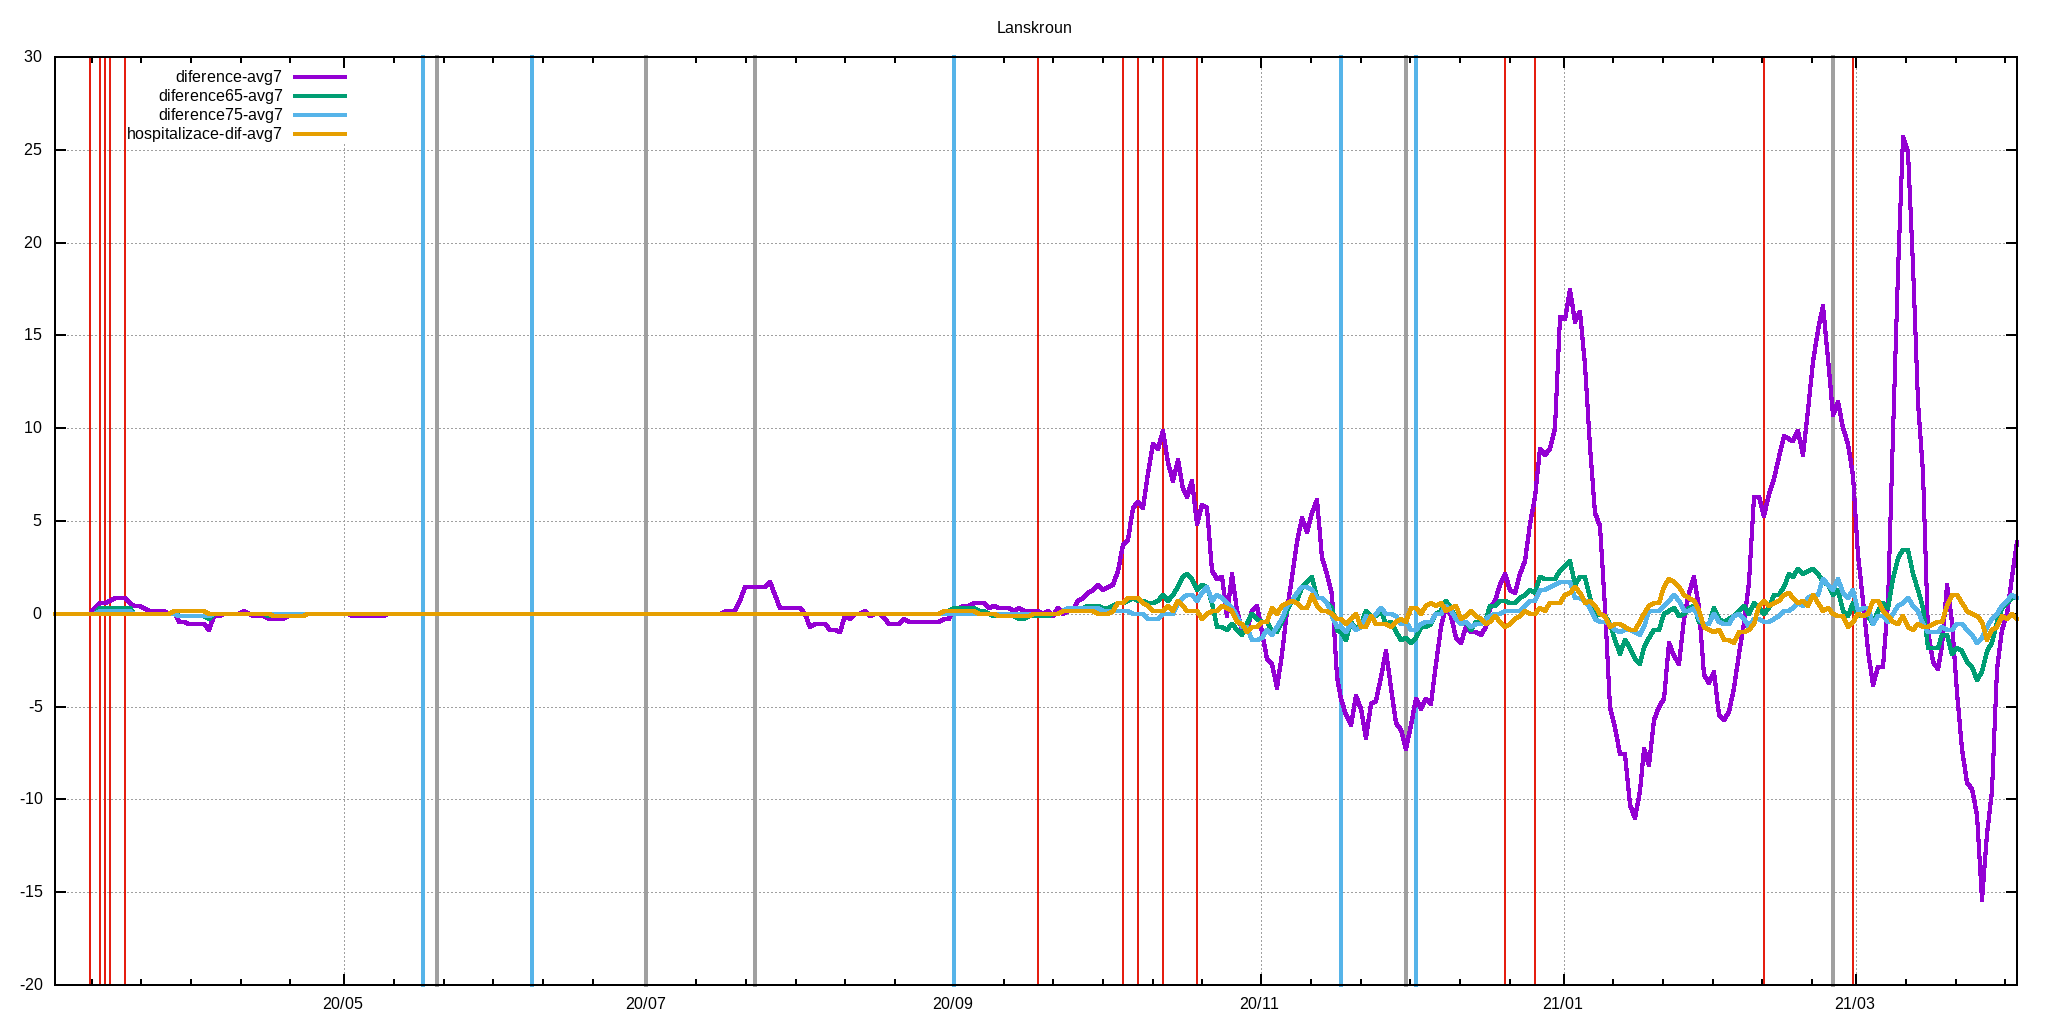 Lanskroun
30
25
20
15
10
5
0
-5
-10
-15
-20
diference-avg7
diference65-avg7
diference75-avg7
hospitalizace-dif-avg7
20/05 20/07 20/09 20/11 21/01 21/03